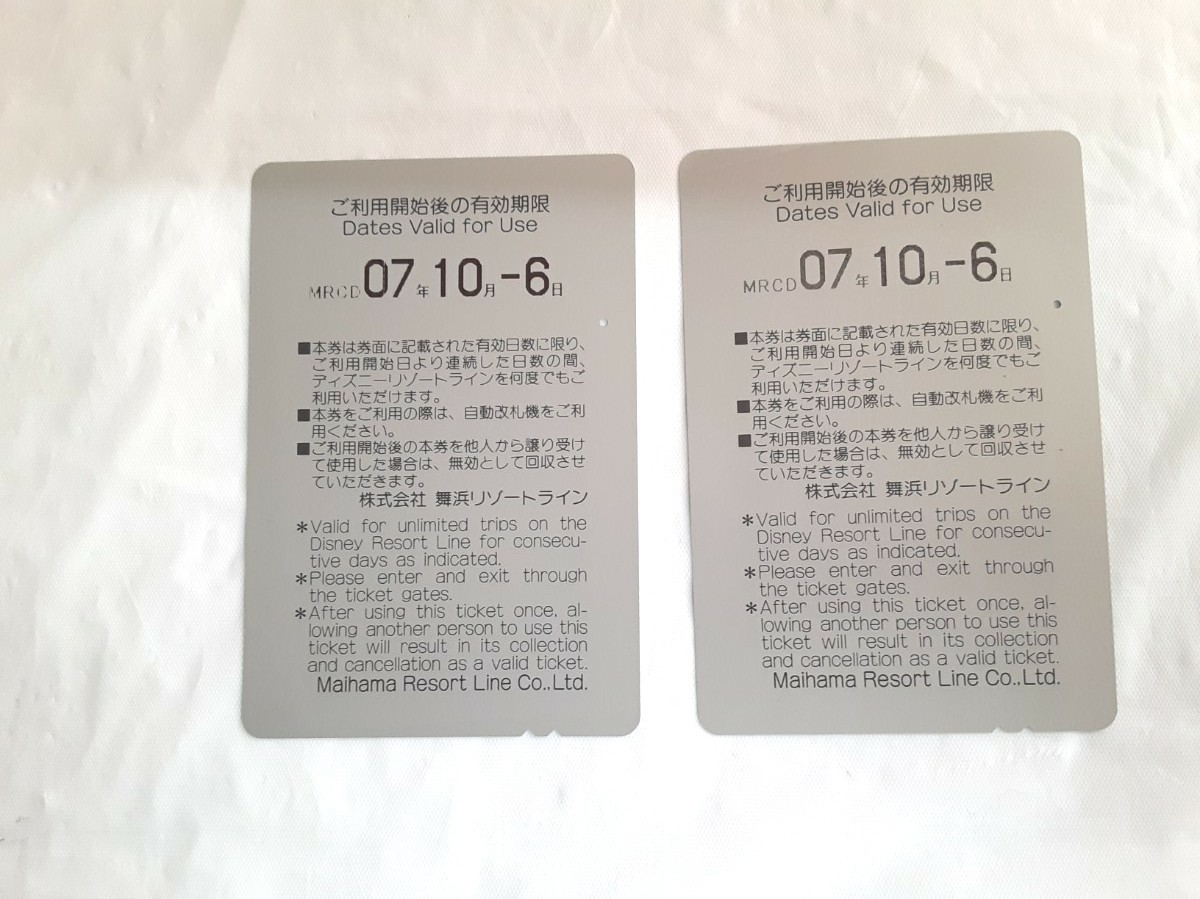 ご利用開始後の有効期限
Dates Valid for Use
MRCD07年10月-6日
■本券は券面に記載された有効日数に限り、
ご利用開始日より連続した日数の間、
ディズニーリゾートラインを何度でもご
利用いただけます。
■本券をご利用の際は、自動改札機をご利
用ください。
■ご利用開始後の本券を他人から譲り受け
て使用した場合は、無効として回収させ
ていただきます。
株式会社 舞浜リゾートライン
*Valid for unlimited trips on the
Disney Resort Line for consecu-
tive days as indicated.
*Please enter and exit through
the ticket gates.
*After using this ticket once, al-
lowing another person to use this
ticket will result in its collection
and cancellation as a valid ticket.
Maihama Resort Line Co.,Ltd.
ご利用開始後の有効期限
Dates Valid for Use
MRCD07年10月-6日
■本券は券面に記載された有効日数に限り、
ご利用開始日より連続した日数の間、
ディズニーリゾートラインを何度でもご
利用いただけます。
■本券をご利用の際は、自動改札機をご利
用ください。
■ご利用開始後の本券を他人から譲り受け
て使用した場合は、無効として回収させ
ていただきます。
株式会社 舞浜リゾートライン
*Valid for unlimited trips on the
Disney Resort Line for consecu-
tive days as indicated.
*Please enter and exit through
the ticket gates.
*After using this ticket once, al-
lowing another person to use this
ticket will result in its collection
and cancellation as a valid ticket.
Maihama Resort Line Co.,Ltd.